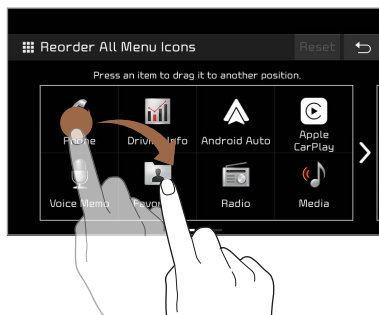 Reorder All Menu Icons
Reset
Press an item to drag it to another position.
Android Auto
Apple
CarPlay
Voice Memo
Radio
Media